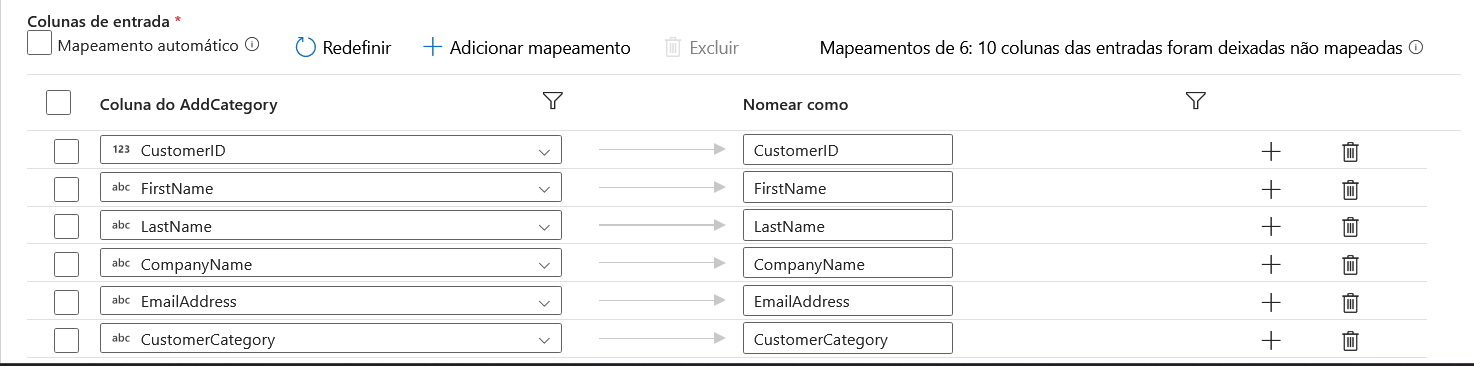 Colunas de entrada *
Mapeamento automático Redefinir Adicionar mapeamento Excluir Mapeamentos de 6: 10 colunas das entradas foram deixadas não mapeadas
Coluna do AddCategory Nomear como
123 CustomerID CustomerID
abc FirstName FirstName
abc LastName LastName
abc CompanyName CompanyName
abc EmailAddress EmailAddress
abc CustomerCategory CustomerCategory